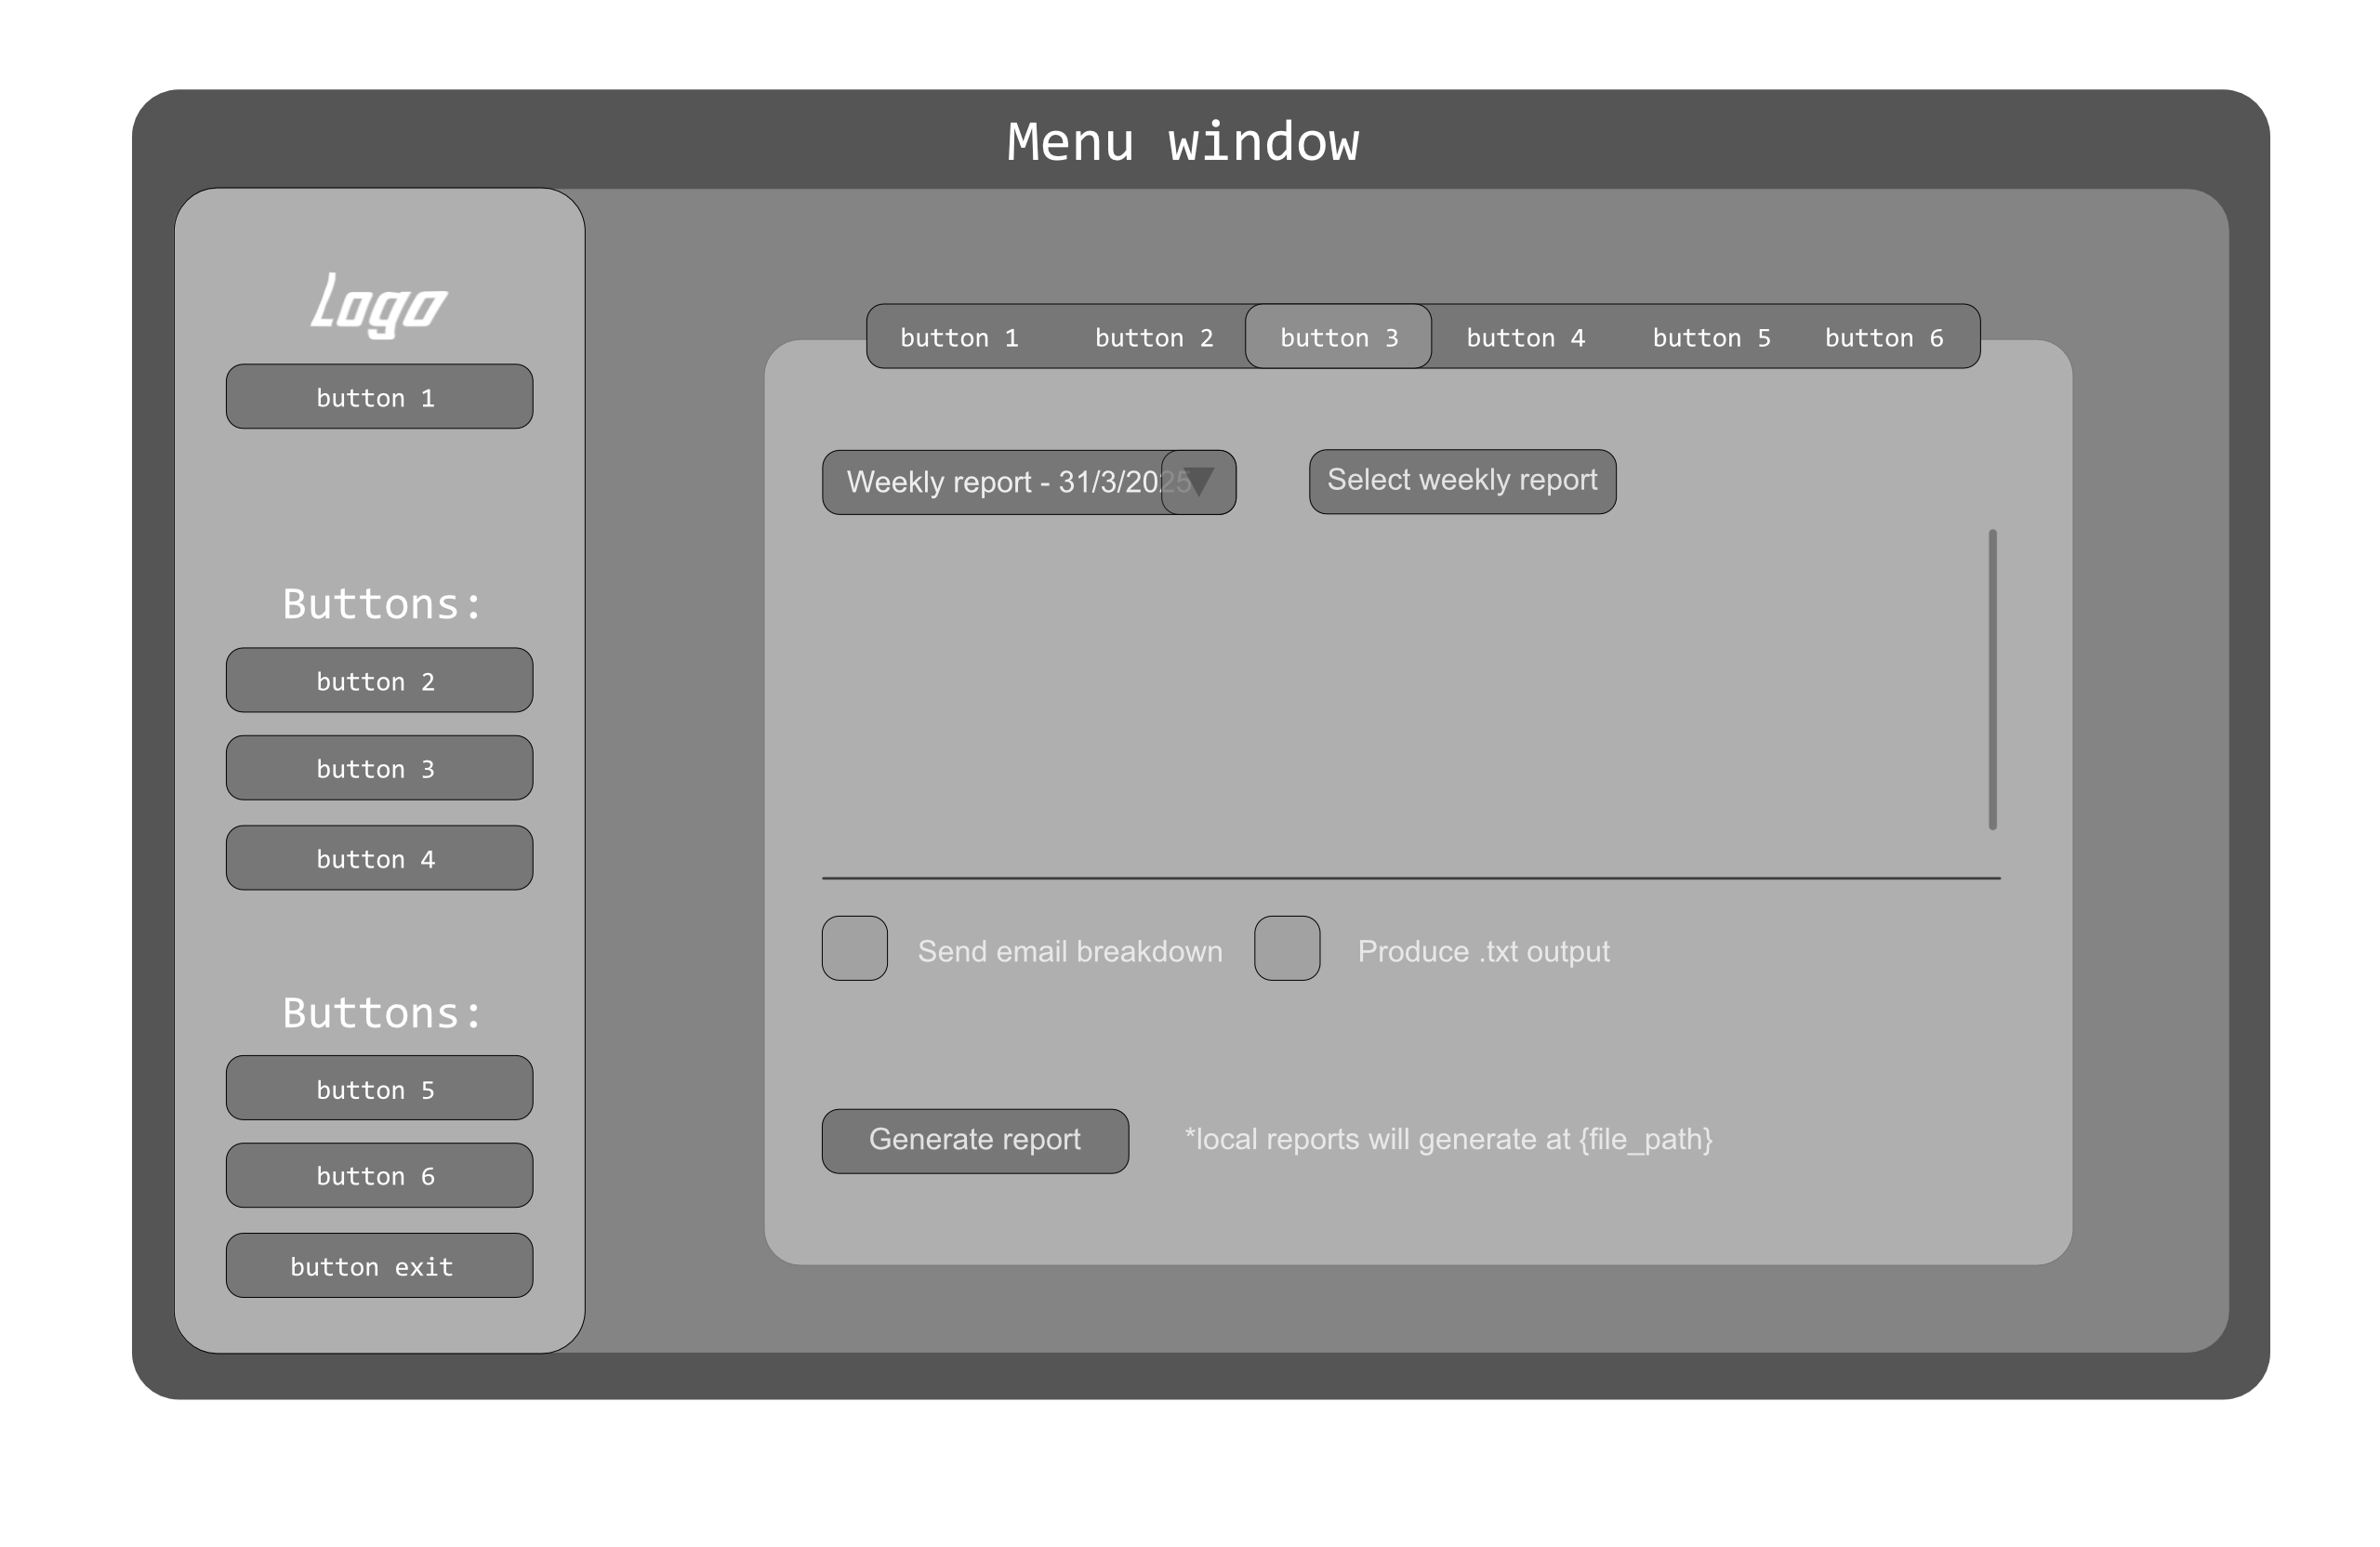 Menu window
Logo
button 1
Buttons:
button 2
button 3
button 4
Buttons:
button 5
button 6
button exit
button 1
button 2
button 3
button 4
button 5
button 6
Weekly report - 31/3/2025
Select weekly report
Send email breakdown
Produce .txt output
Generate report
*local reports will generate at {file_path}